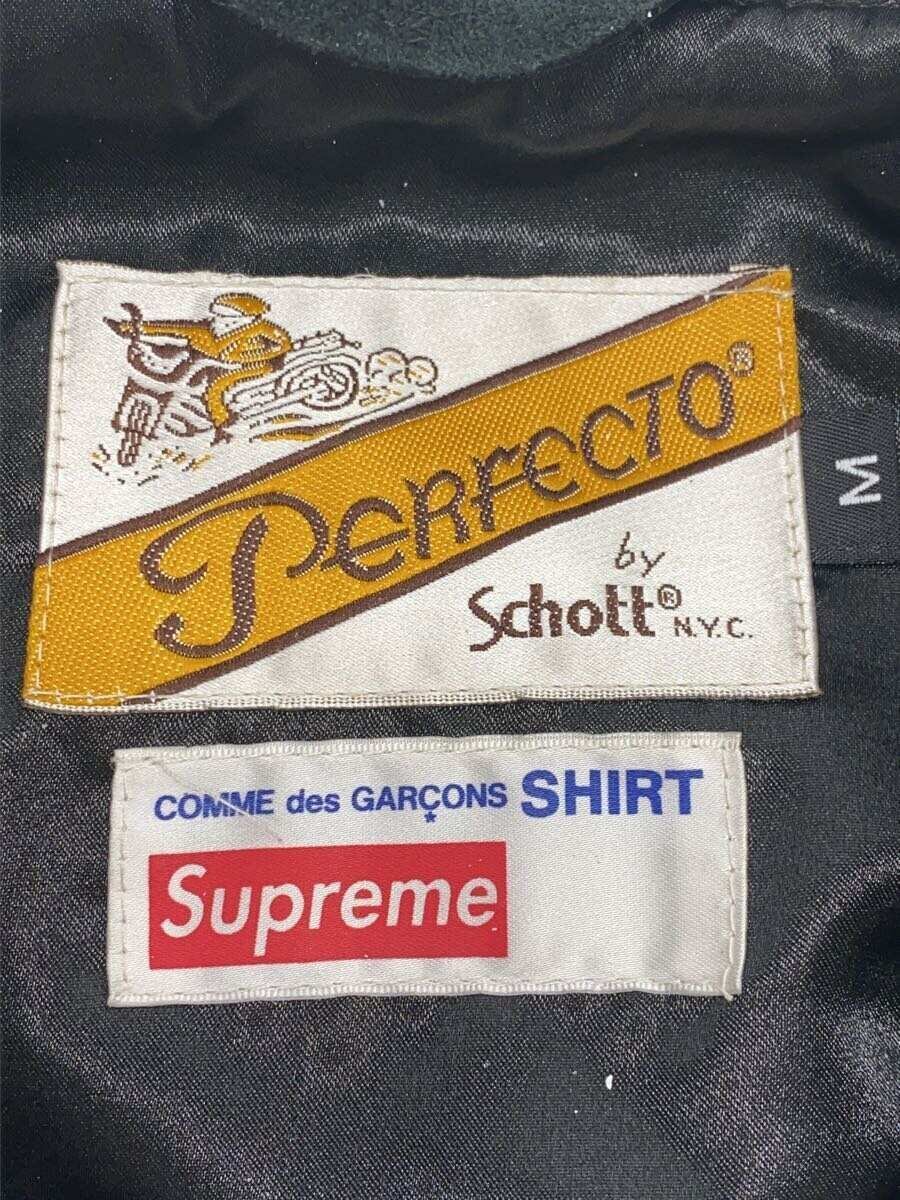 PERFECTO®
by
Schott® N.Y.C.
M
COMME des GARÇONS SHIRT
Supreme